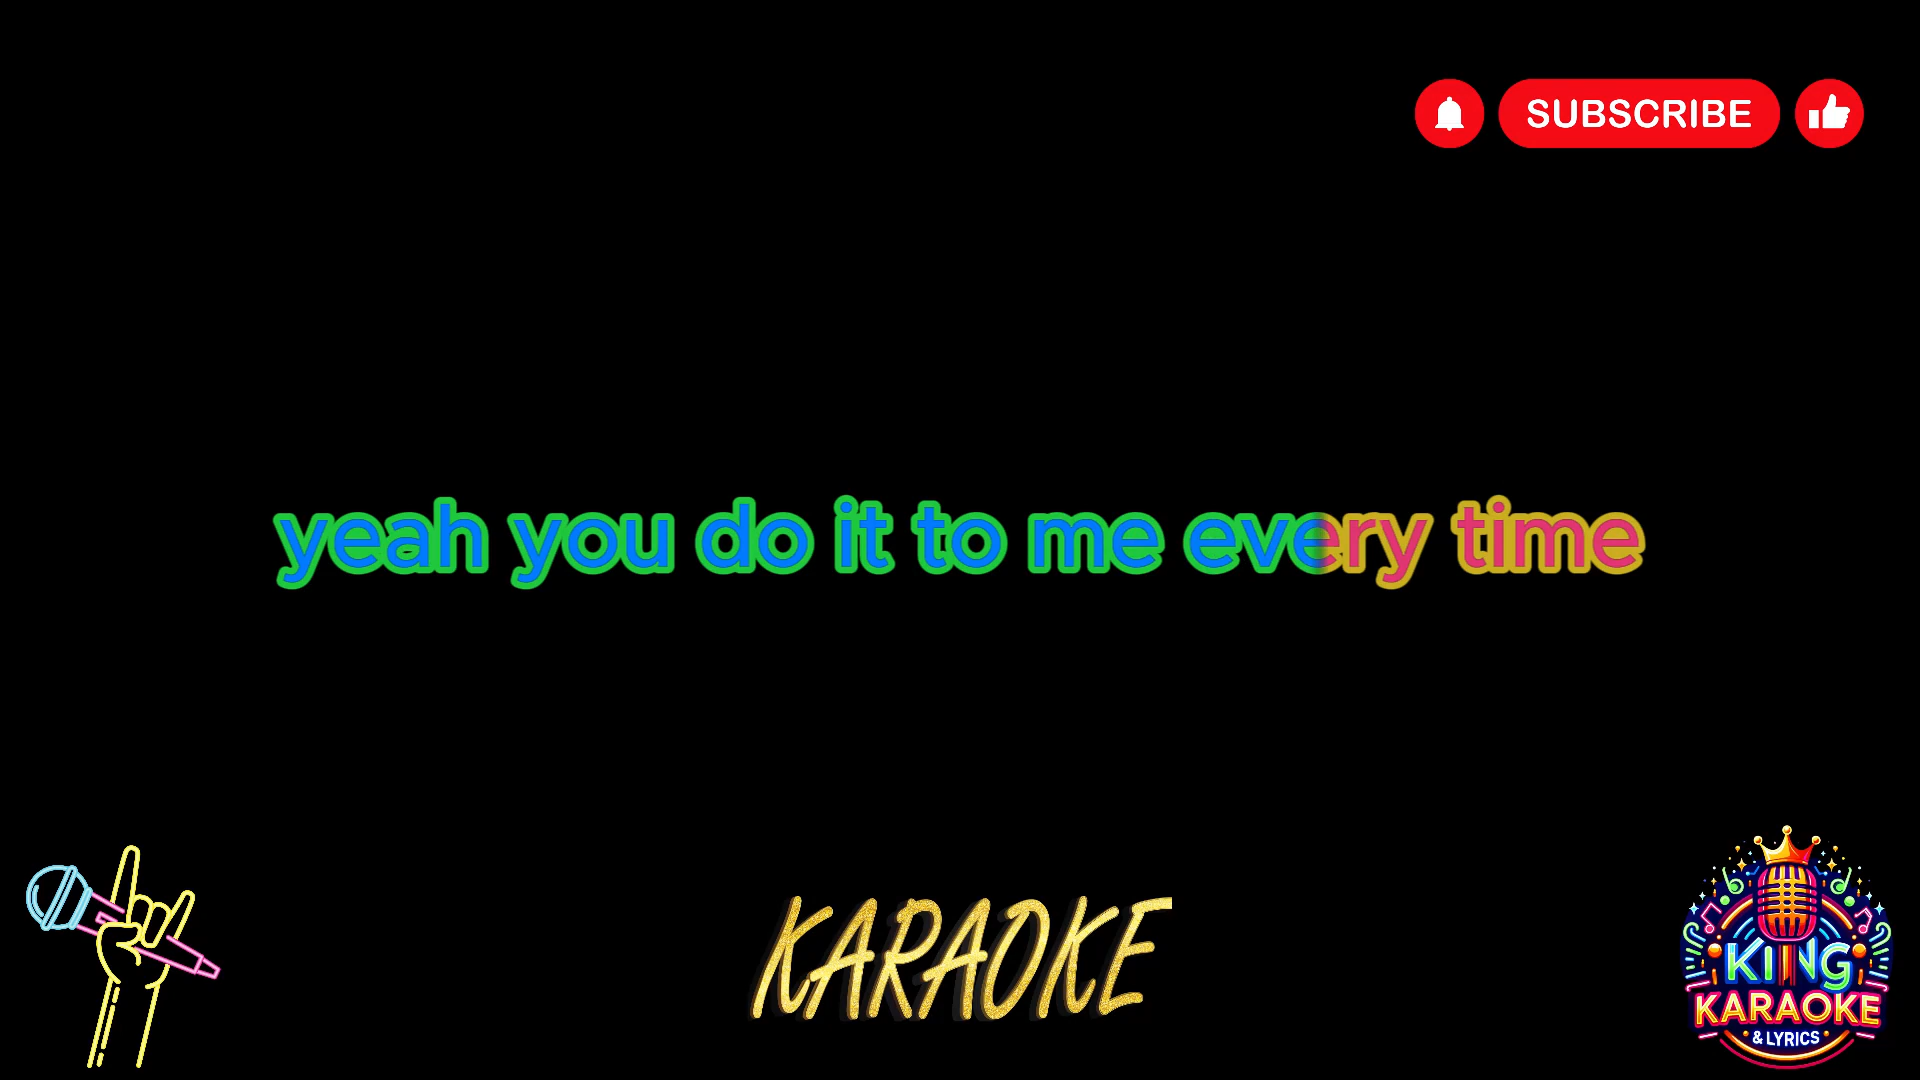 SUBSCRIBE
yeah you do it to me every time
KARAOKE
KING
KARAOKE
& LYRICS